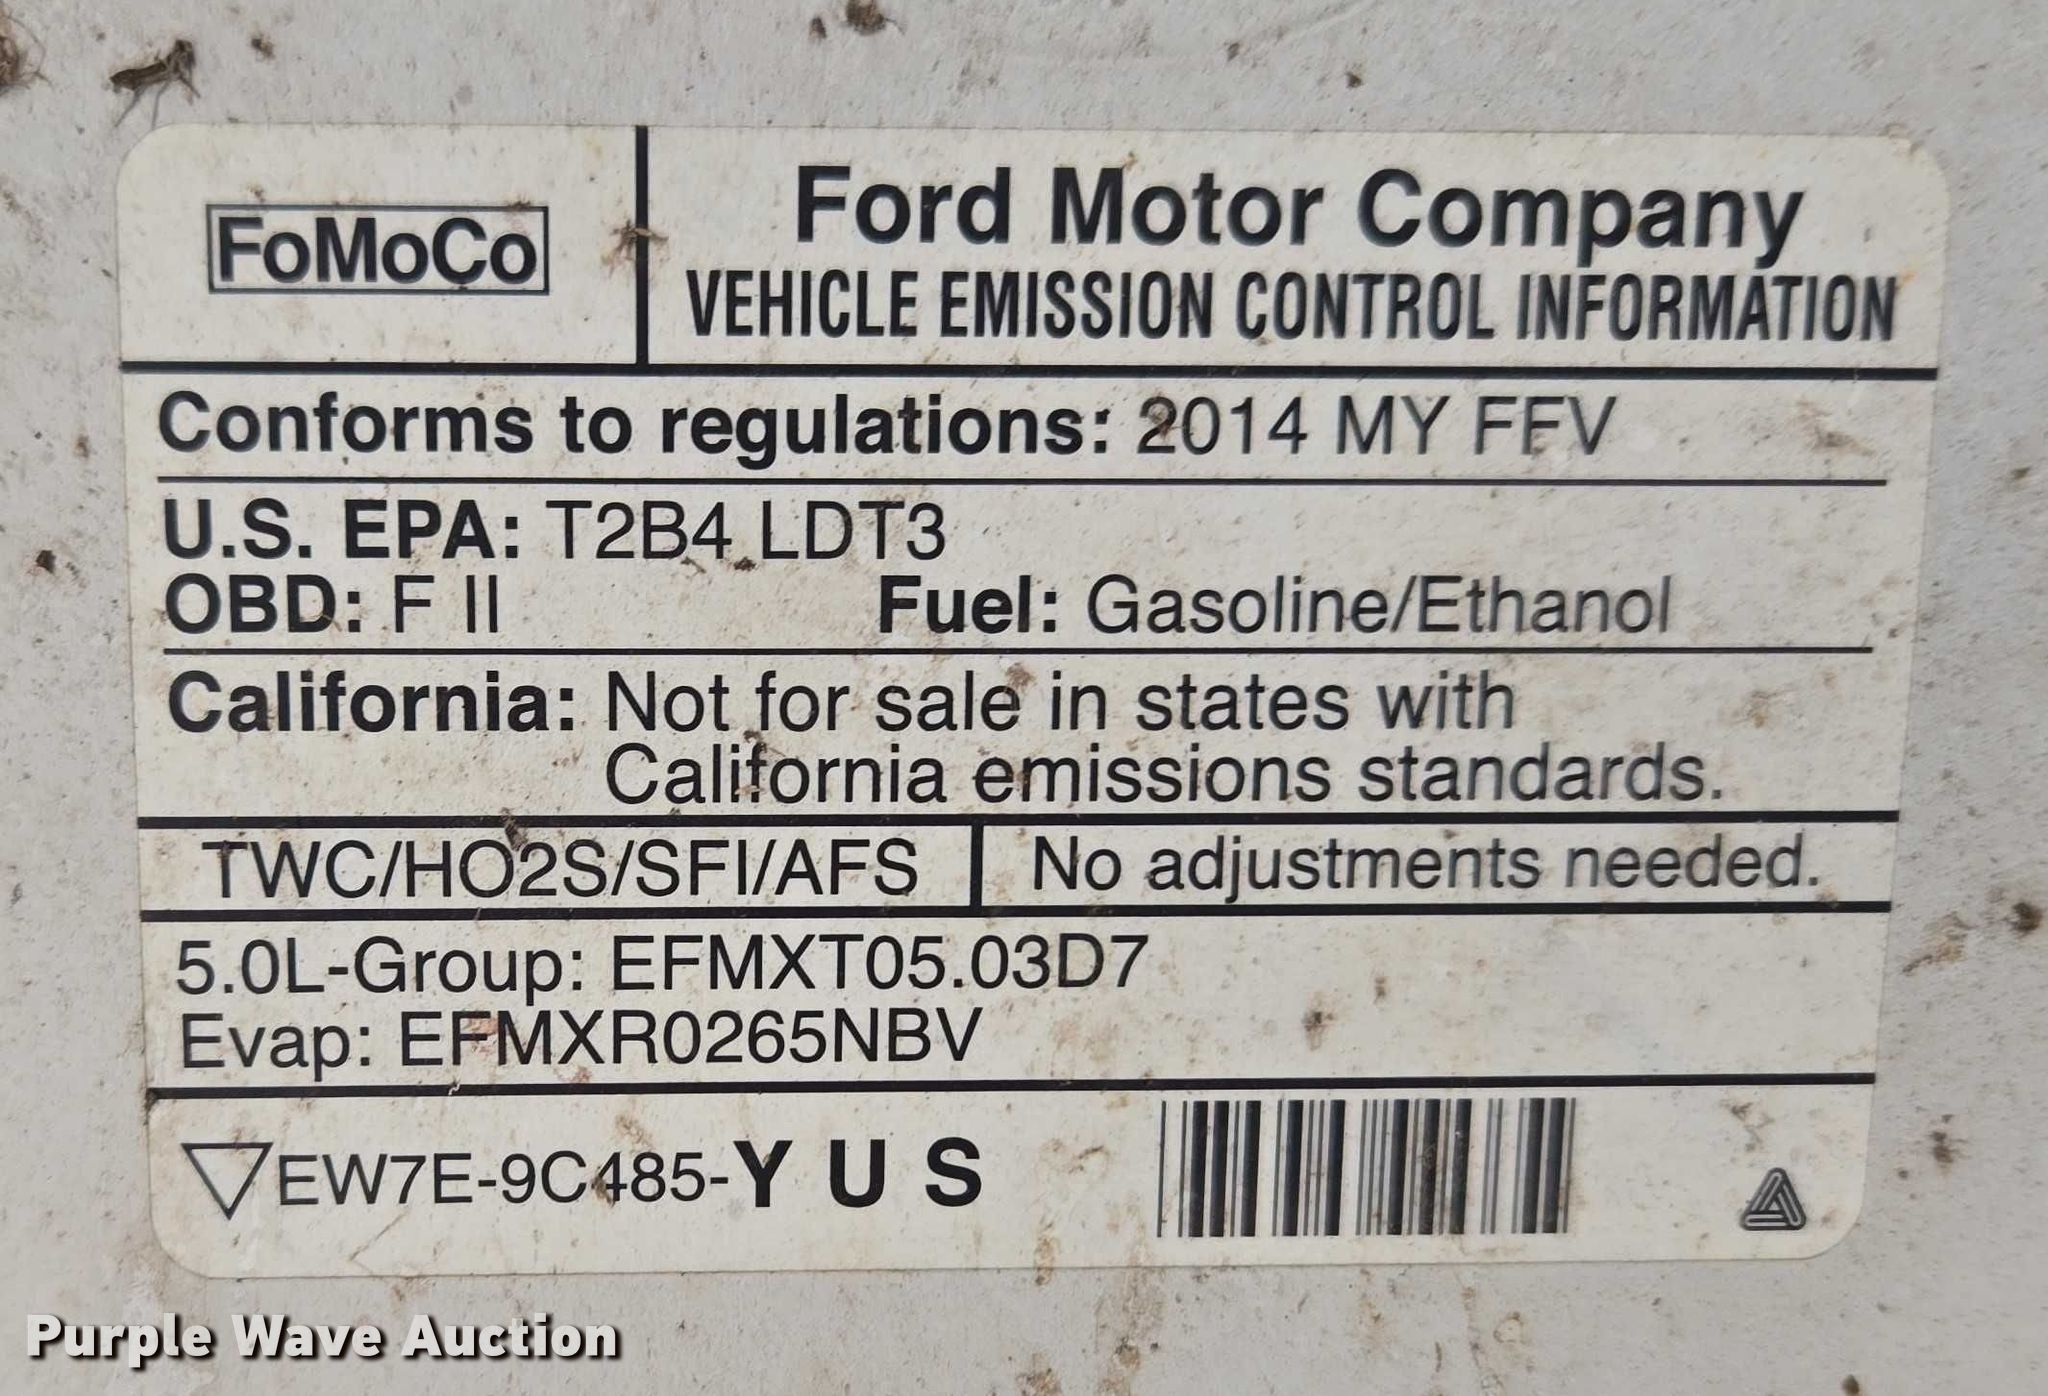 FoMoCo
Ford Motor Company
VEHICLE EMISSION CONTROL INFORMATION
Conforms to regulations: 2014 MY FFV
U.S. EPA: T2B4 LDT3
OBD: F II Fuel: Gasoline/Ethanol
California: Not for sale in states with
California emissions standards.
TWC/HO2S/SFI/AFS No adjustments needed.
5.0L-Group: EFMXT05.03D7
Evap: EFMXR0265NBV
EW7E-9C485-Y U S
Purple Wave Auction